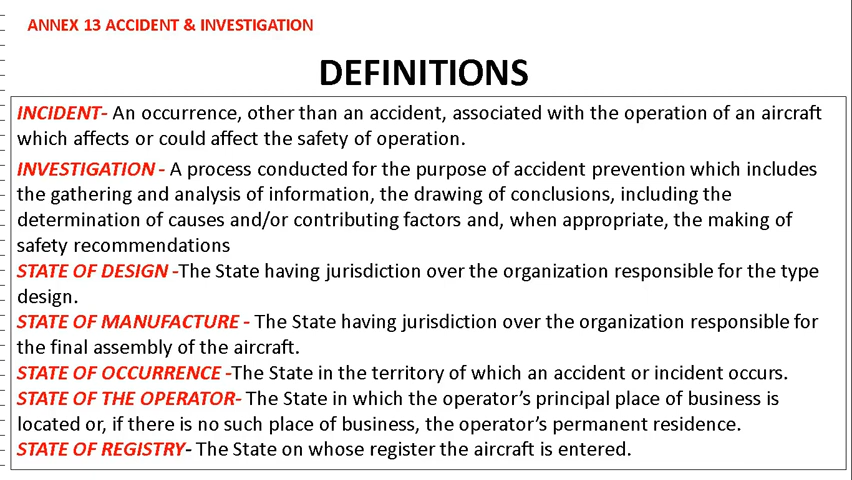 ANNEX 13 ACCIDENT & INVESTIGATION
DEFINITIONS
INCIDENT- An occurrence, other than an accident, associated with the operation of an aircraft
which affects or could affect the safety of operation.
INVESTIGATION - A process conducted for the purpose of accident prevention which includes
the gathering and analysis of information, the drawing of conclusions, including the
determination of causes and/or contributing factors and, when appropriate, the making of
safety recommendations
STATE OF DESIGN -The State having jurisdiction over the organization responsible for the type
design.
STATE OF MANUFACTURE - The State having jurisdiction over the organization responsible for
the final assembly of the aircraft.
STATE OF OCCURRENCE -The State in the territory of which an accident or incident occurs.
STATE OF THE OPERATOR- The State in which the operator’s principal place of business is
located or, if there is no such place of business, the operator’s permanent residence.
STATE OF REGISTRY- The State on whose register the aircraft is entered.